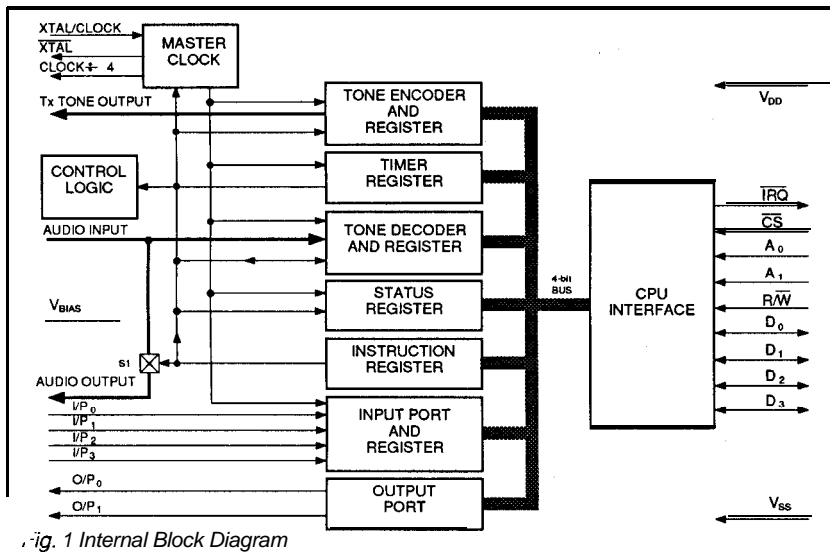 XTAL/CLOCK
XTAL
CLOCK ÷ 4
MASTER
CLOCK
Tx TONE OUTPUT
TONE ENCODER
AND
REGISTER
CONTROL
LOGIC
TIMER
REGISTER
AUDIO INPUT
TONE DECODER
AND REGISTER
VBIAS
STATUS
REGISTER
S1
INSTRUCTION
REGISTER
AUDIO OUTPUT
I/P0
I/P1
I/P2
I/P3
INPUT PORT
AND
REGISTER
O/P0
O/P1
OUTPUT
PORT
4-bit
BUS
CPU
INTERFACE
VDD
IRQ
CS
A0
A1
R/W
D0
D1
D2
D3
VSS
Fig. 1 Internal Block Diagram